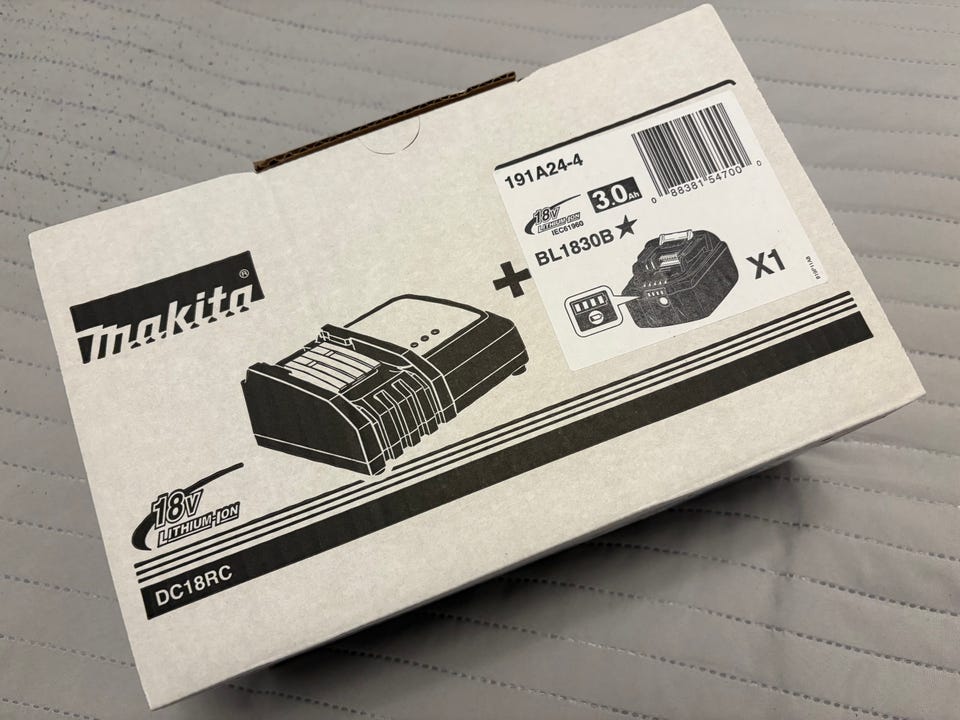 makita®
18V
LITHIUM-ION
DC18RC
+
191A24-4
18V
LITHIUM-ION
IEC61960
3.0Ah
0 88381 54700 0
BL1830B★
X1